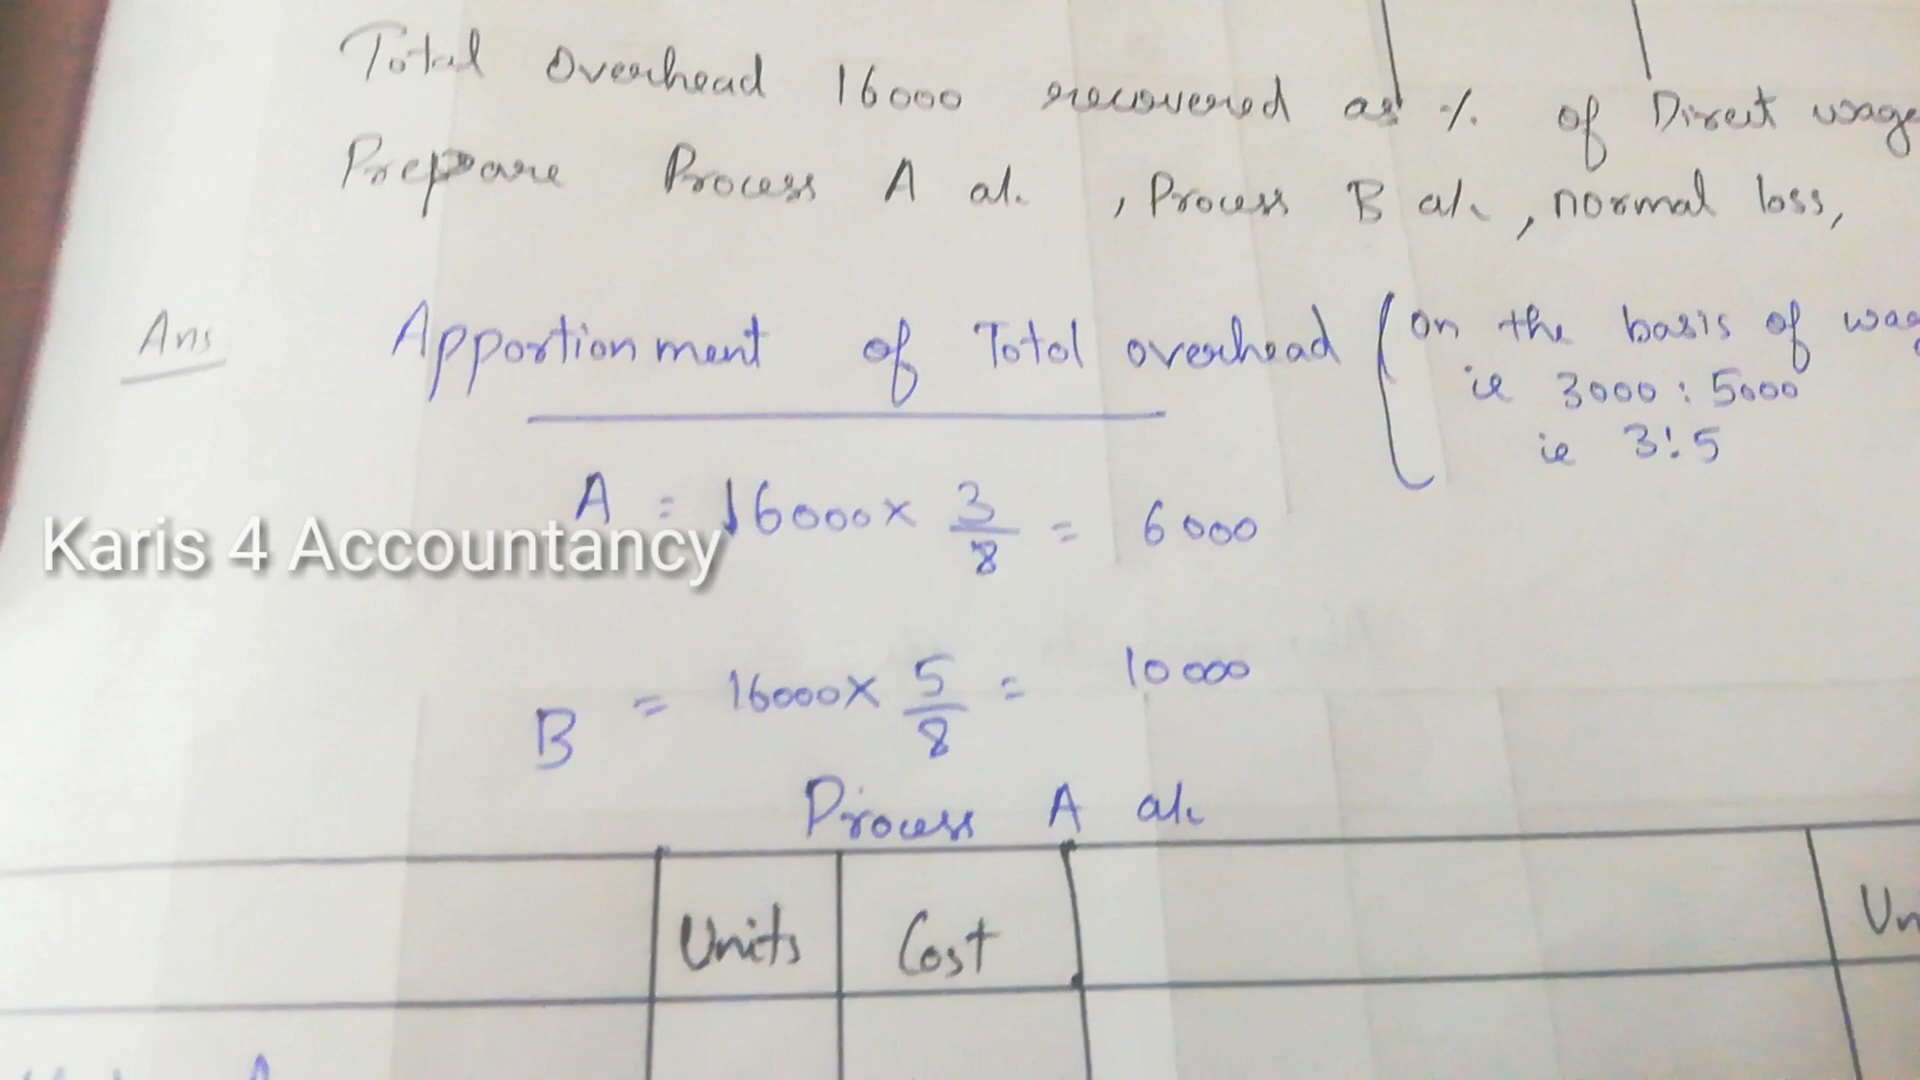 Total Overhead 16000 recovered as % of Direct wage
Prepare Process A a/c , Process B a/c , normal loss,
Ans
Apportionment of Total overhead (on the basis of wag
ie 3000 : 5000
ie 3:5
A = 16000 x 3/8 = 6000
Karis 4 Accountancy
B = 16000 x 5/8 = 10000
Process A a/c
Units Cost Un